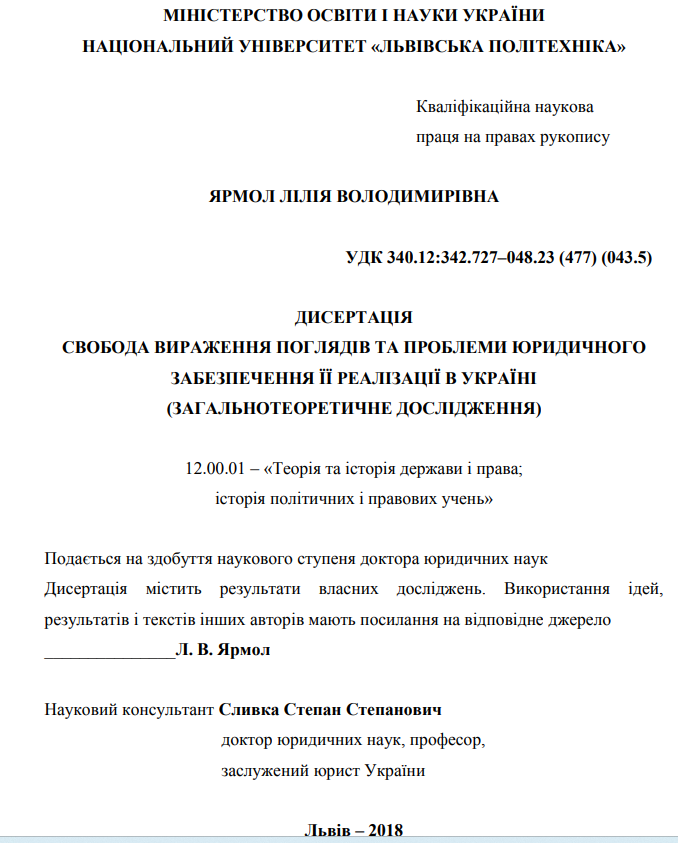 МІНІСТЕРСТВО ОСВІТИ І НАУКИ УКРАЇНИ
НАЦІОНАЛЬНИЙ УНІВЕРСИТЕТ «ЛЬВІВСЬКА ПОЛІТЕХНІКА»
Кваліфікаційна наукова
праця на правах рукопису
ЯРМОЛ ЛІЛІЯ ВОЛОДИМИРІВНА
УДК 340.12:342.727–048.23 (477) (043.5)
ДИСЕРТАЦІЯ
СВОБОДА ВИРАЖЕННЯ ПОГЛЯДІВ ТА ПРОБЛЕМИ ЮРИДИЧНОГО
ЗАБЕЗПЕЧЕННЯ ЇЇ РЕАЛІЗАЦІЇ В УКРАЇНІ
(ЗАГАЛЬНОТЕОРЕТИЧНЕ ДОСЛІДЖЕННЯ)
12.00.01 – «Теорія та історія держави і права;
історія політичних і правових учень»
Подається на здобуття наукового ступеня доктора юридичних наук
Дисертація містить результати власних досліджень. Використання ідей,
результатів і текстів інших авторів мають посилання на відповідне джерело
_______________Л. В. Ярмол
Науковий консультант Сливка Степан Степанович
доктор юридичних наук, професор,
заслужений юрист України
Львів – 2018